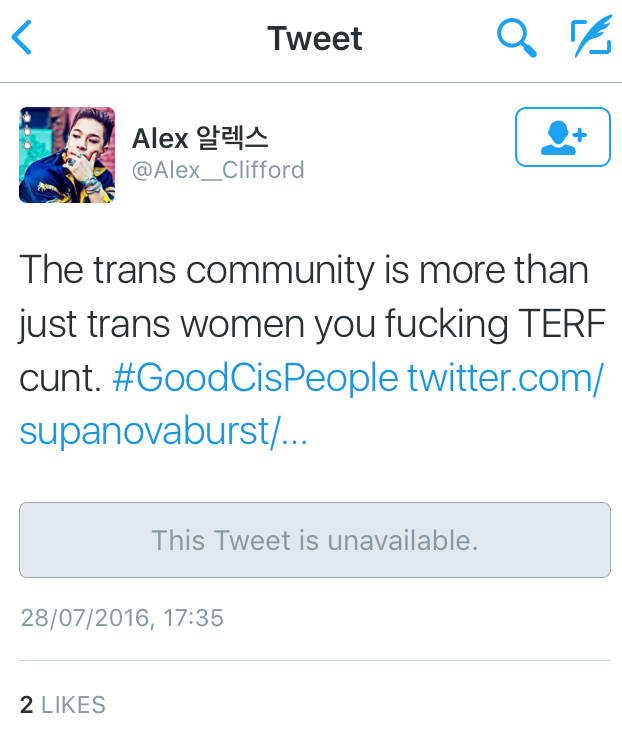 Tweet
Alex 알렉스
@Alex__Clifford
The trans community is more than
just trans women you fucking TERF
cunt. #GoodCisPeople twitter.com/
supanovaburst/...
This Tweet is unavailable.
28/07/2016, 17:35
2 LIKES